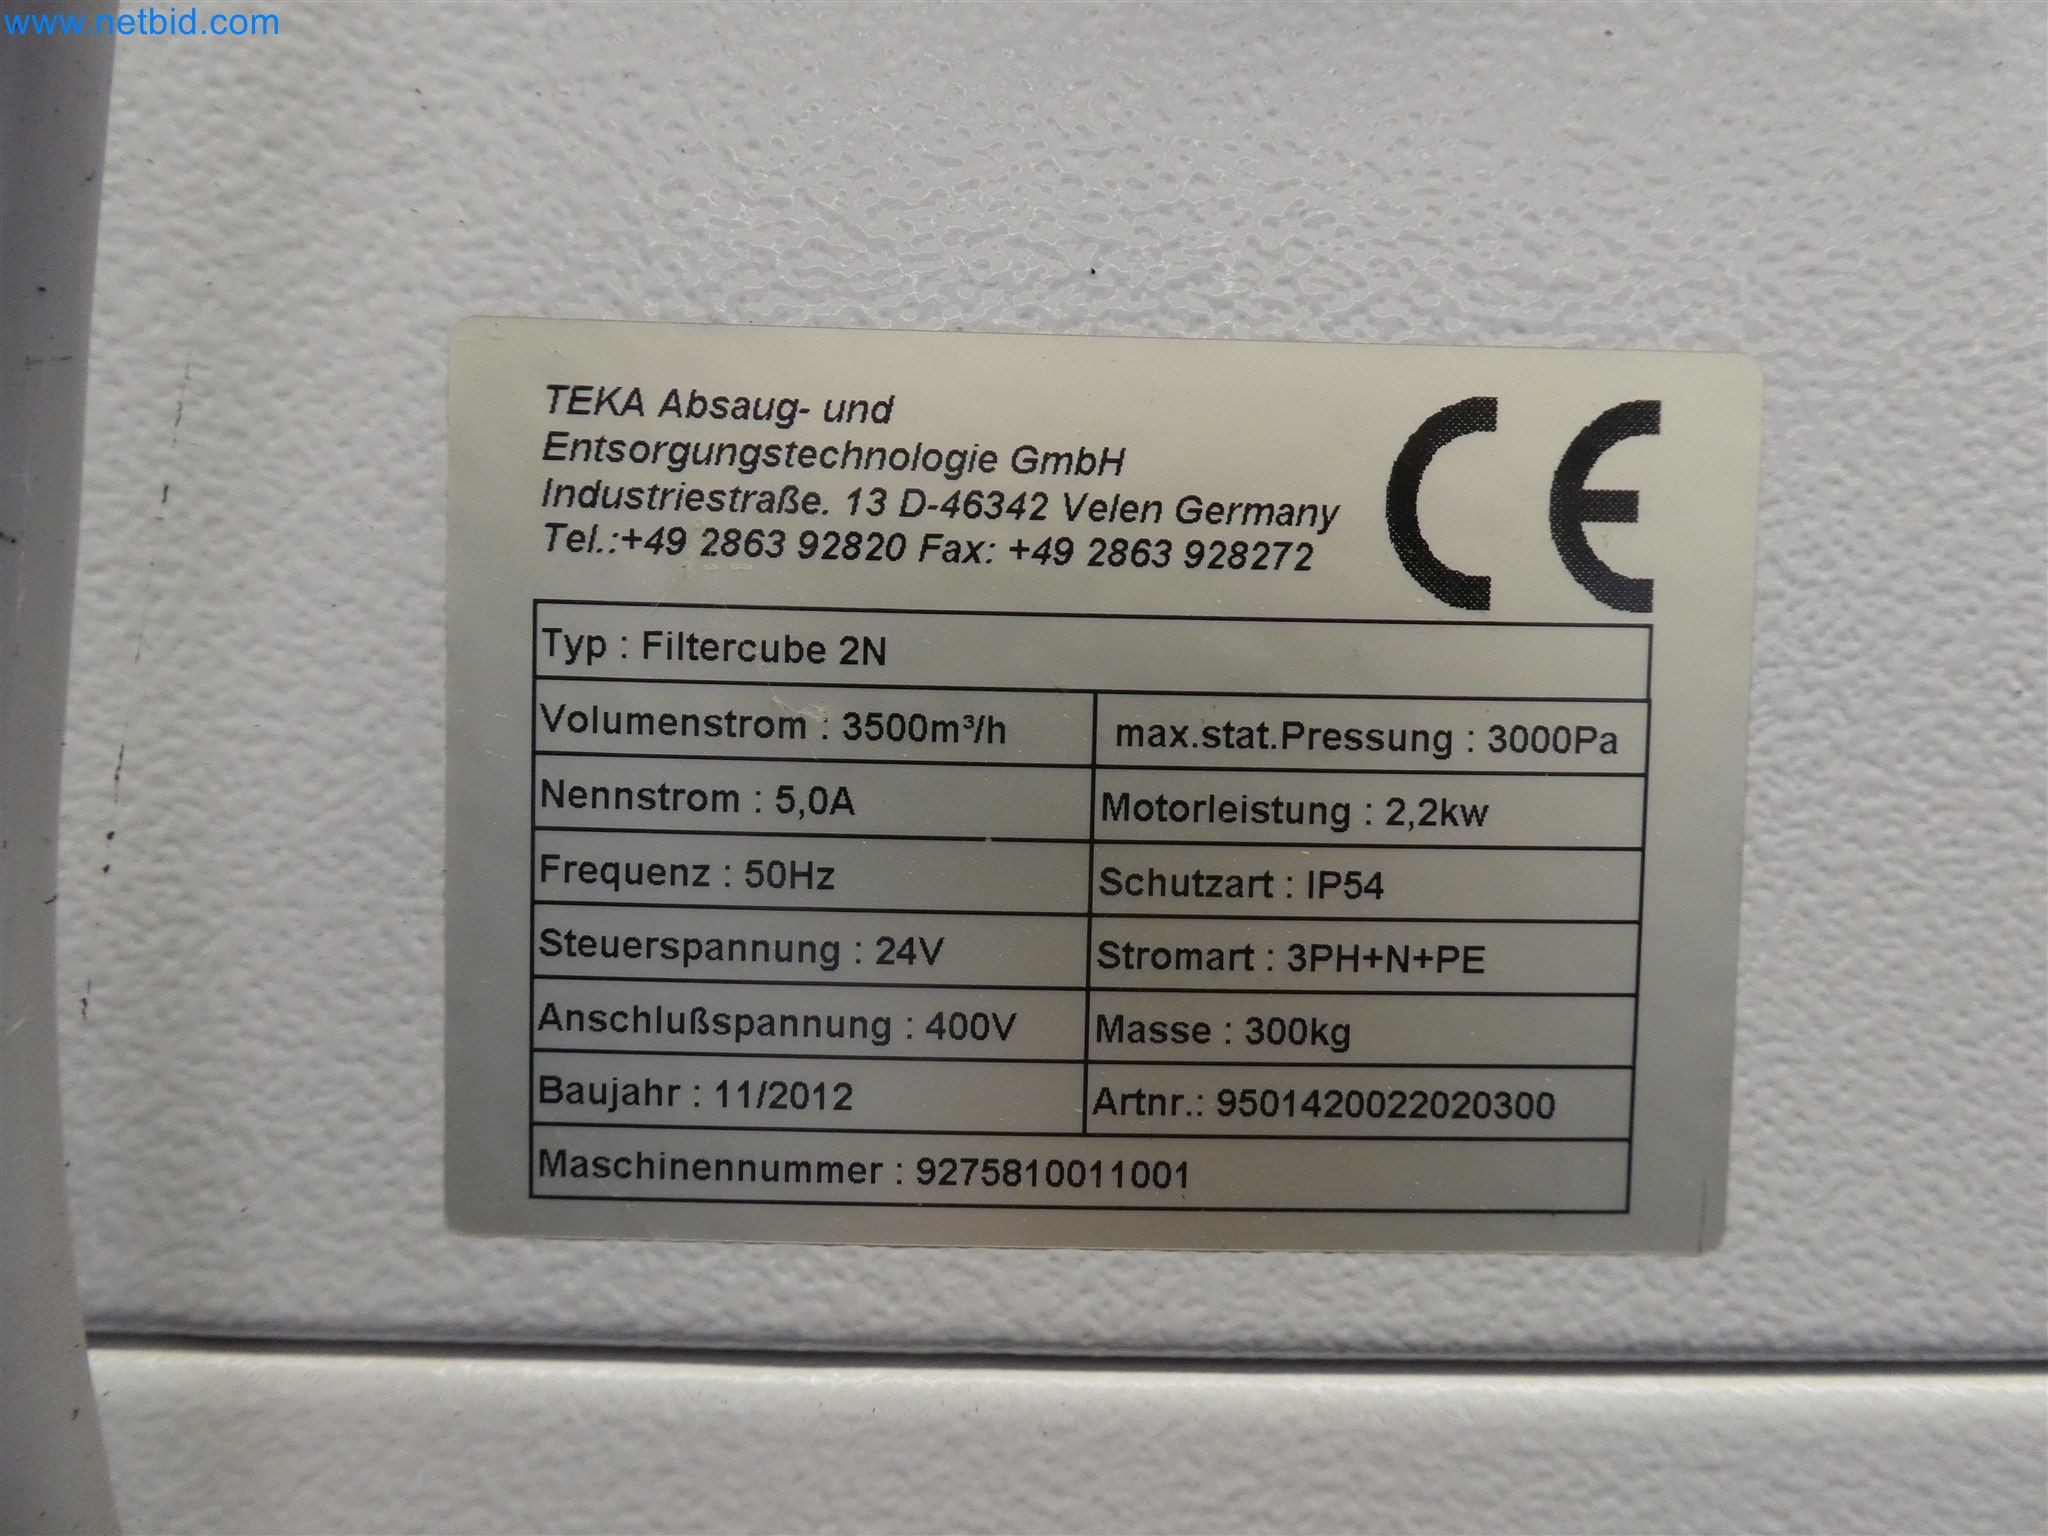 www.netbid.com
TEKA Absaug- und
Entsorgungstechnologie GmbH
Industriestraße. 13 D-46342 Velen Germany
Tel.:+49 2863 92820 Fax: +49 2863 928272
CE
Typ : Filtercube 2N
Volumenstrom : 3500m³/h max.stat.Pressung : 3000Pa
Nennstrom : 5,0A Motorleistung : 2,2kw
Frequenz : 50Hz Schutzart : IP54
Steuerspannung : 24V Stromart : 3PH+N+PE
Anschlußspannung : 400V Masse : 300kg
Baujahr : 11/2012 Artnr.: 9501420022020300
Maschinennummer : 9275810011001